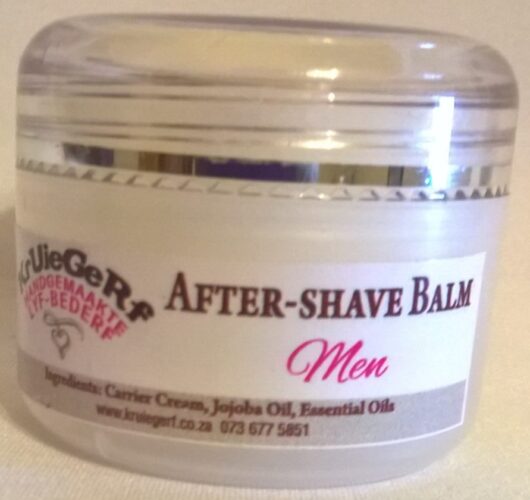 KrUieGeRf
HANDGEMAAKTE
LYF-BEDERF
AFTER-SHAVE BALM
Men
Ingredients: Carrier Cream, Jojoba Oil, Essential Oils
www.kruiegerf.co.za 073 677 5851